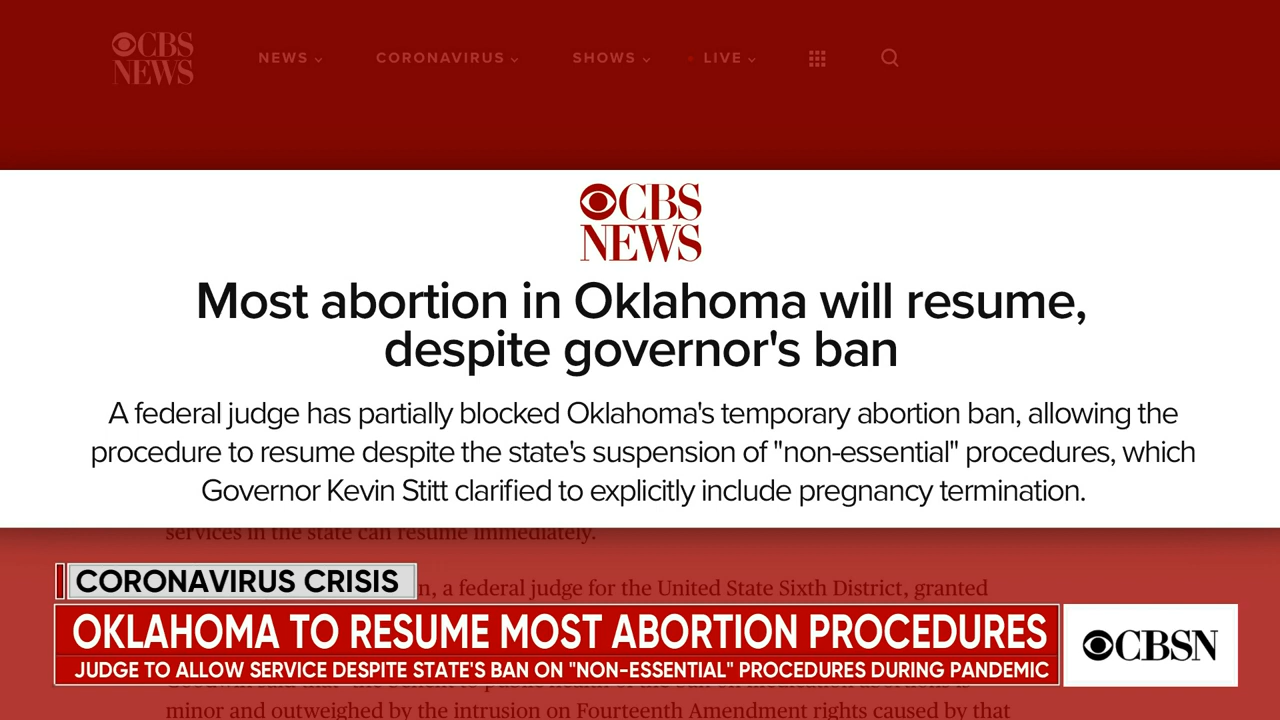 CBS NEWS
NEWS CORONAVIRUS SHOWS LIVE
CBS
NEWS
Most abortion in Oklahoma will resume,
despite governor's ban
A federal judge has partially blocked Oklahoma's temporary abortion ban, allowing the
procedure to resume despite the state's suspension of "non-essential" procedures, which
Governor Kevin Stitt clarified to explicitly include pregnancy termination.
services in the state can resume immediately.
CORONAVIRUS CRISIS
, a federal judge for the United State Sixth District, granted
OKLAHOMA TO RESUME MOST ABORTION PROCEDURES
JUDGE TO ALLOW SERVICE DESPITE STATE'S BAN ON "NON-ESSENTIAL" PROCEDURES DURING PANDEMIC
CBSN
minor and outweighed by the intrusion on Fourteenth Amendment rights caused by that